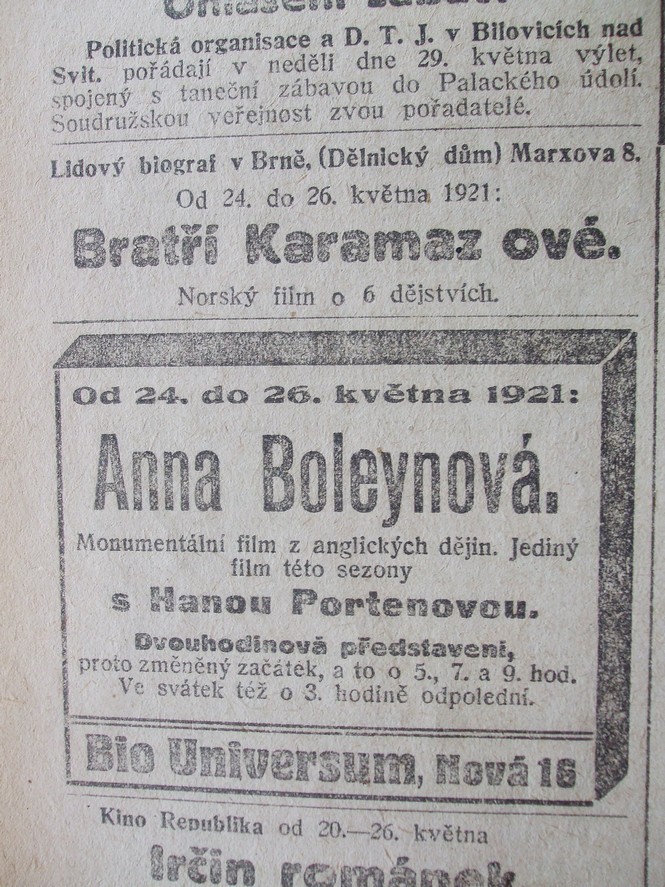 Politická organisace a D. T. J. v Bílovicích nad
Svit. pořádají v neděli dne 29. května výlet,
spojený s taneční zábavou do Palackého údolí.
Soudružskou veřejnost zvou pořadatelé.
Lidový biograf v Brně, (Dělnický dům) Marxova 8.
Od 24. do 26. května 1921:
Bratří Karamaz ové.
Norský film o 6 dějstvích.
Od 24. do 26. května 1921:
Anna Boleynová.
Monumentální film z anglických dějin. Jediný
film této sezony
s Hanou Portenovou.
Dvouhodinová představení,
proto změněný začátek, a to o 5., 7. a 9. hod.
Ve svátek též o 3. hodině odpolední.
Bio Universum, Nová 16
Kino Republika od 20.—26. května
Irčin románek